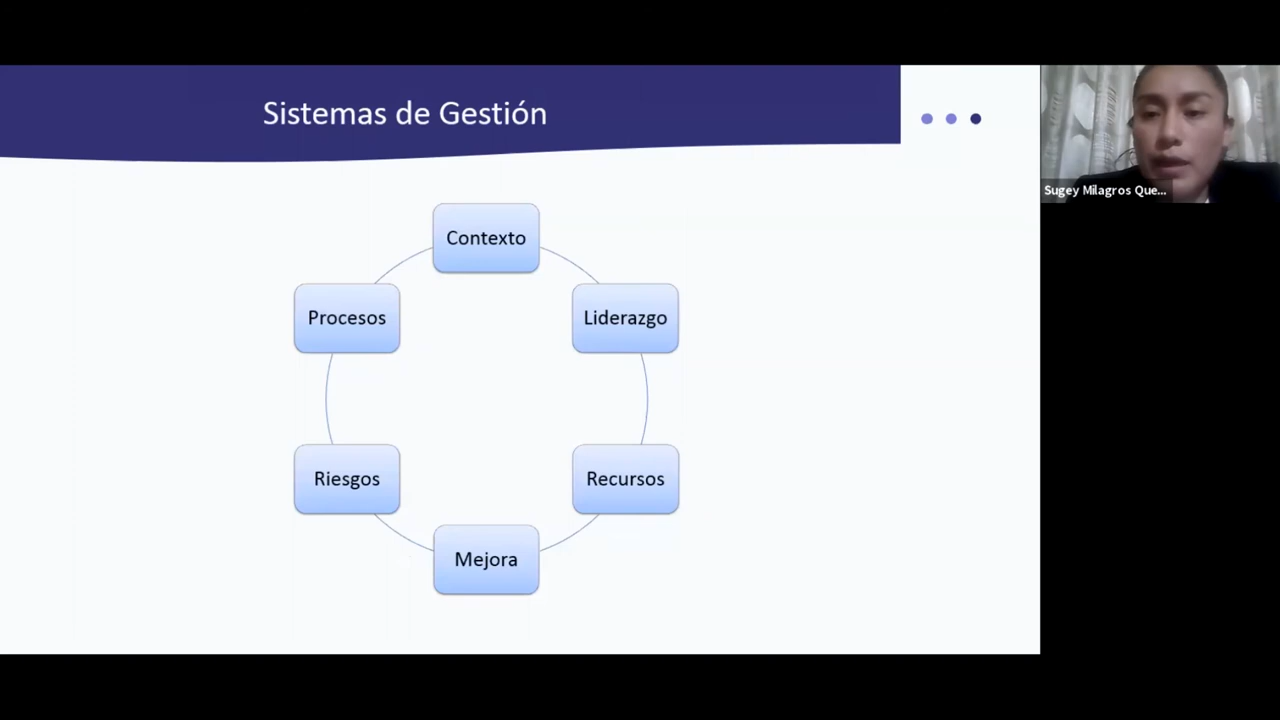 Sistemas de Gestión
Sugey Milagros Que...
Contexto
Procesos
Liderazgo
Riesgos
Recursos
Mejora